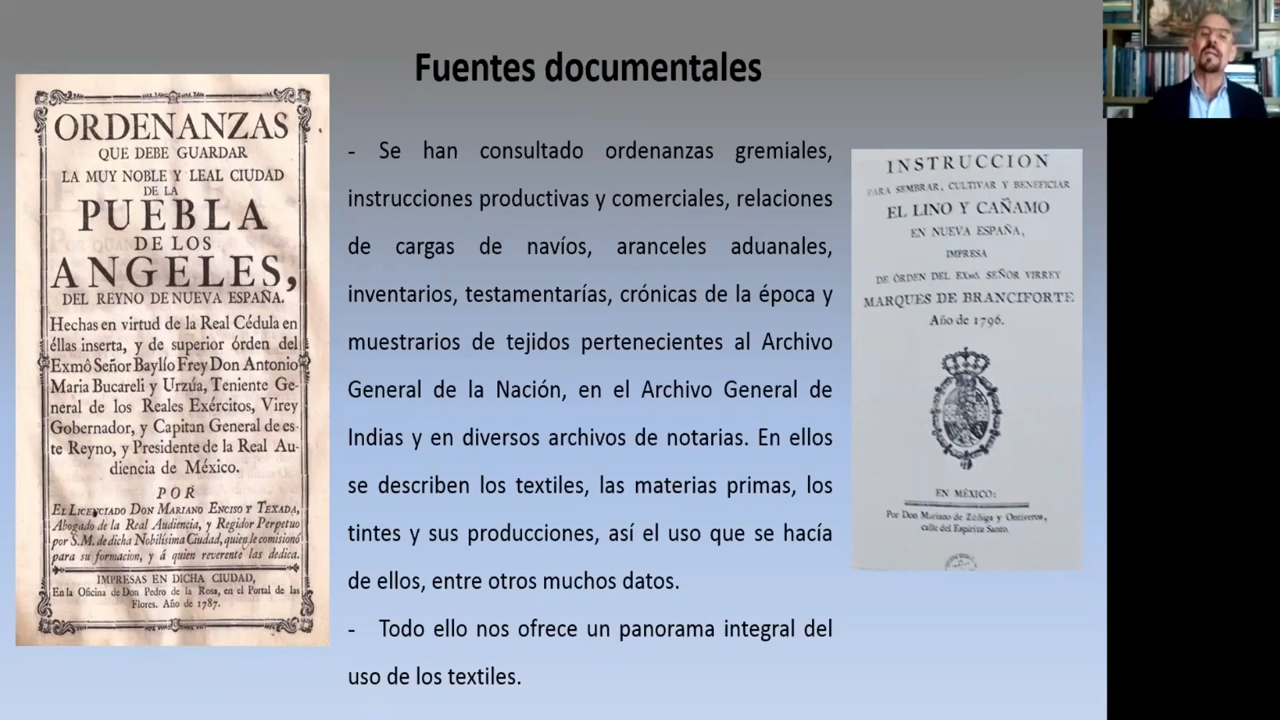 Fuentes documentales
ORDENANZAS
QUE DEBE GUARDAR
LA MUY NOBLE Y LEAL CIUDAD
DE LA
PUEBLA
DE LOS
ANGELES,
DEL REYNO DE NUEVA ESPAÑA.
Hechas en virtud de la Real Cédula en
éllas inserta, y de superior órden del
Exmô Señor Baylío Frey Don Antonio
Maria Bucareli y Urzúa, Teniente Ge-
neral de los Reales Exércitos, Virey
Gobernador, y Capitan General de es-
te Reyno, y Presidente de la Real Au-
diencia de México.
POR
EL LICENCIADO DON MARIANO ENCISO Y TEXADA,
Abogado de la Real Audiencia, y Regidor Perpetuo
por S.M. de dicha Nobilísima Ciudad, quien le comisionó
para su formacion, y á quien reverente las dedica.
IMPRESAS EN DICHA CIUDAD,
En la Oficina de Don Pedro de la Rosa, en el Portal de las
Flores. Año de 1787.
- Se han consultado ordenanzas gremiales,
instrucciones productivas y comerciales, relaciones
de cargas de navíos, aranceles aduanales,
inventarios, testamentarías, crónicas de la época y
muestrarios de tejidos pertenecientes al Archivo
General de la Nación, en el Archivo General de
Indias y en diversos archivos de notarias. En ellos
se describen los textiles, las materias primas, los
tintes y sus producciones, así el uso que se hacía
de ellos, entre otros muchos datos.
- Todo ello nos ofrece un panorama integral del
uso de los textiles.
INSTRUCCION
PARA SEMBRAR, CULTIVAR Y BENEFICIAR
EL LINO Y CAÑAMO
EN NUEVA ESPAÑA,
IMPRESA
DE ÓRDEN DEL EXMÔ. SEÑOR VIRREY
MARQUES DE BRANCIFORTE
Año de 1796.
EN MÉXICO:
Por Don Mariano de Zúñiga y Ontiveros,
calle del Espíritu Santo.